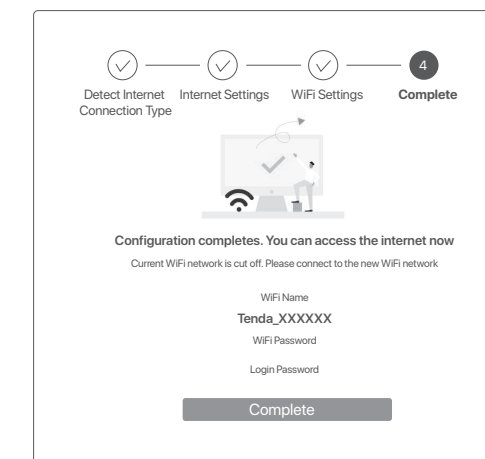 4
Detect Internet
Connection Type
Internet Settings
WiFi Settings
Complete
Configuration completes. You can access the internet now
Current WiFi network is cut off. Please connect to the new WiFi network
WiFi Name
Tenda_XXXXXX
WiFi Password
Login Password
Complete